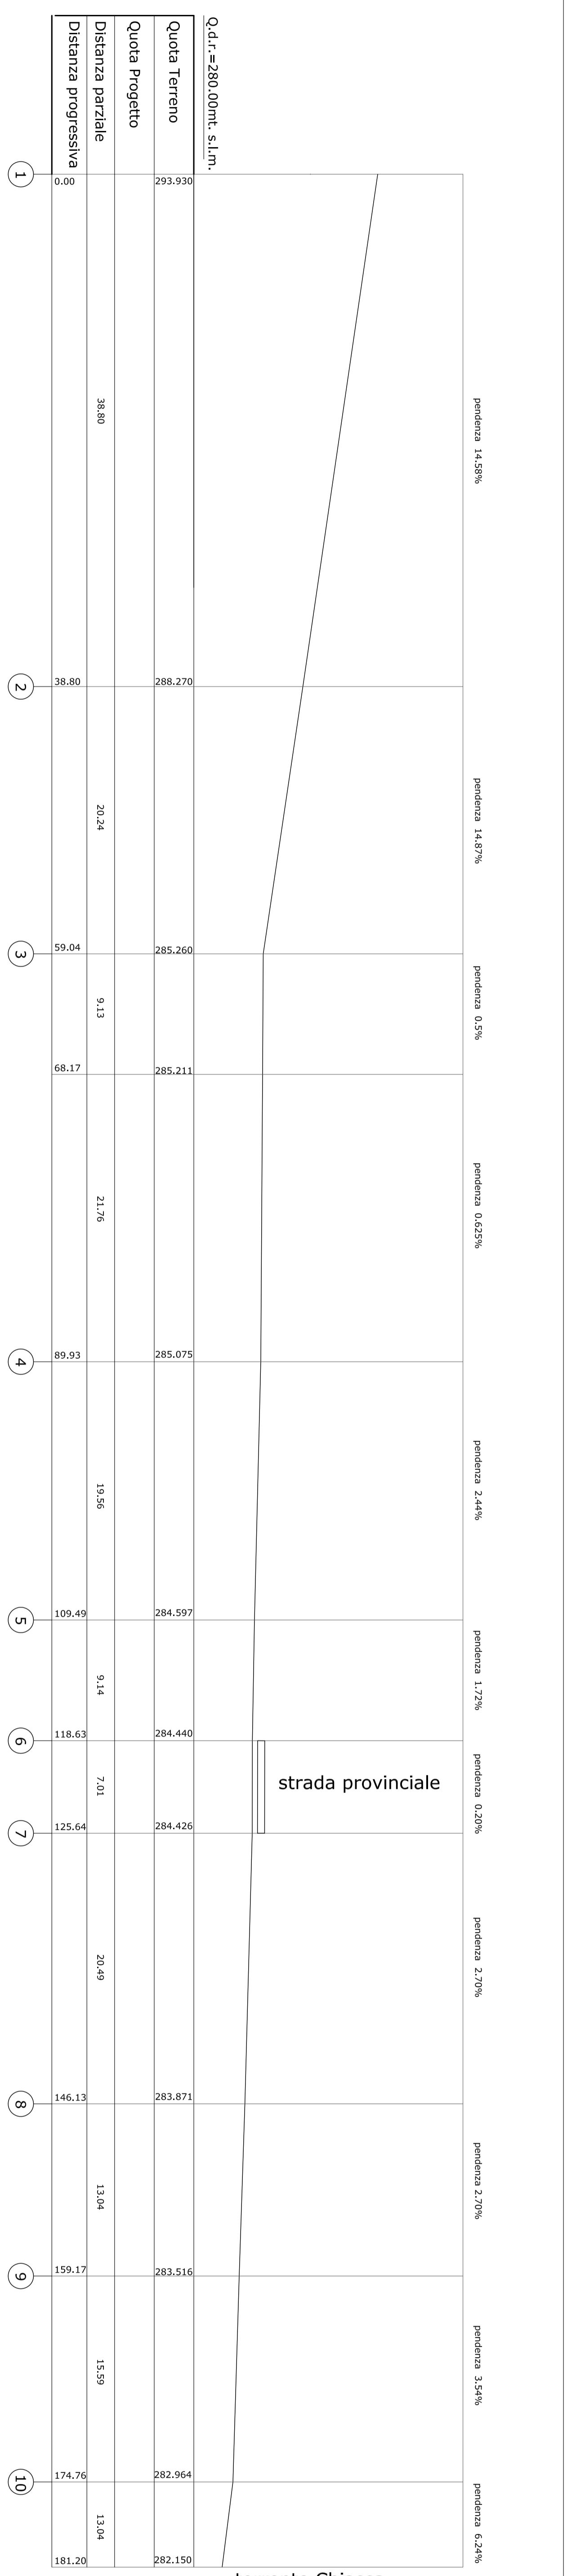 Q.d.r.=280.00mt. s.l.m.
Quota Terreno
Quota Progetto
Distanza parziale
Distanza progressiva
pendenza 14.58%
pendenza 14.87%
pendenza 0.5%
pendenza 0.625%
pendenza 2.44%
pendenza 1.72%
pendenza 0.20%
pendenza 2.70%
pendenza 2.70%
pendenza 3.54%
pendenza 6.24%
strada provinciale
293.930
288.270
285.260
285.211
285.075
284.597
284.440
284.426
283.871
283.516
282.964
282.150
38.80
20.24
9.13
21.76
19.56
9.14
7.01
20.49
13.04
15.59
13.04
0.00
38.80
59.04
68.17
89.93
109.49
118.63
125.64
146.13
159.17
174.76
181.20
1
2
3
4
5
6
7
8
9
10